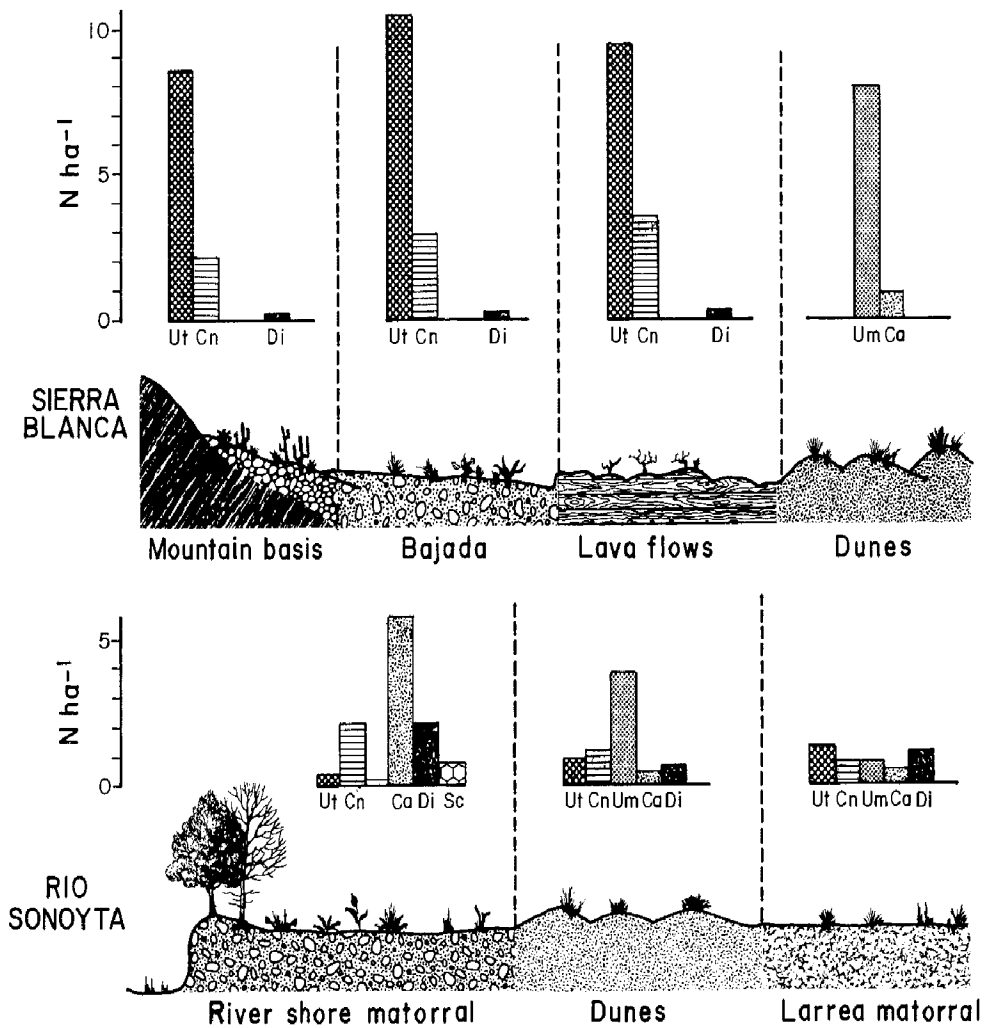 N ha-1
10
5
0
Ut Cn Di
Ut Cn Di
Ut Cn Di
Um Ca
SIERRA
BLANCA
Mountain basis
Bajada
Lava flows
Dunes
N ha-1
5
0
Ut Cn Ca Di Sc
Ut Cn Um Ca Di
Ut Cn Um Ca Di
RIO
SONOYTA
River shore matorral
Dunes
Larrea matorral